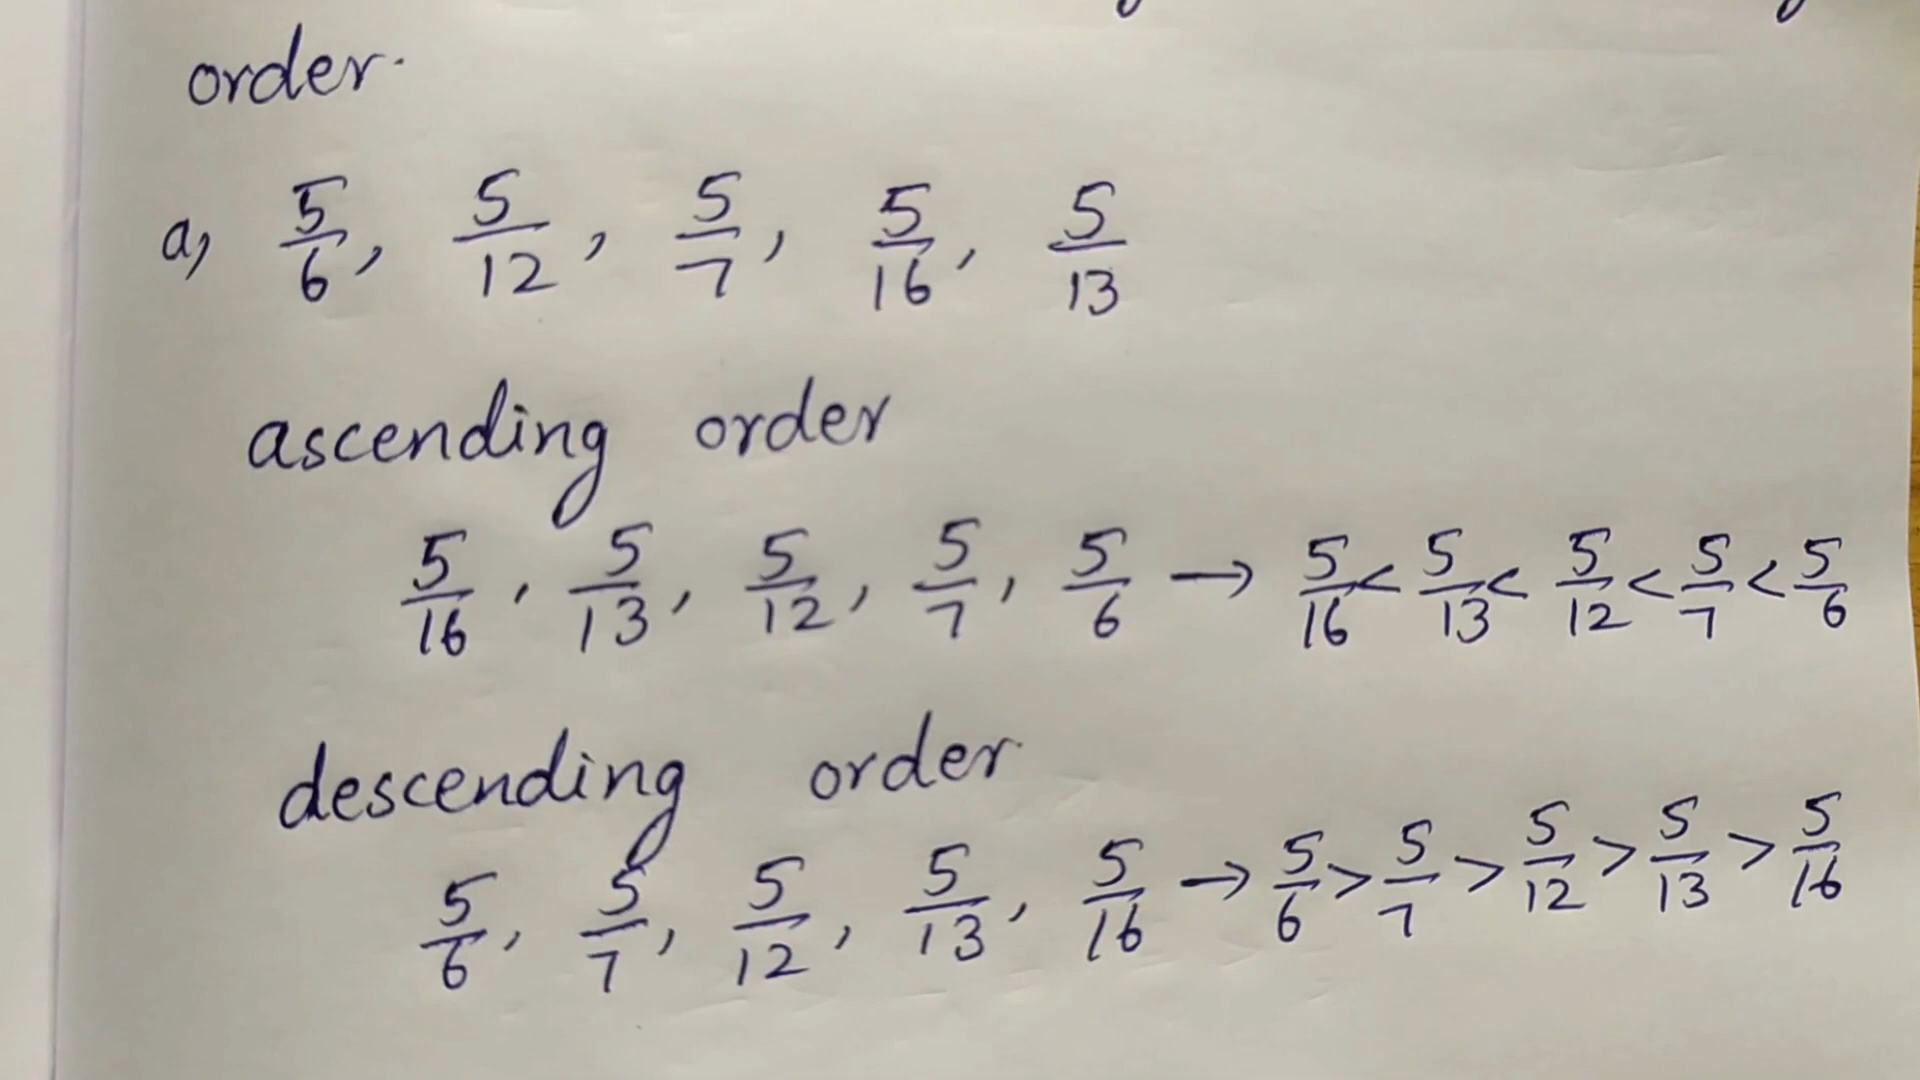 order.
a, 5/6, 5/12, 5/7, 5/16, 5/13
ascending order
5/16, 5/13, 5/12, 5/7, 5/6 → 5/16 < 5/13 < 5/12 < 5/7 < 5/6
descending order
5/6, 5/7, 5/12, 5/13, 5/16 → 5/6 > 5/7 > 5/12 > 5/13 > 5/16